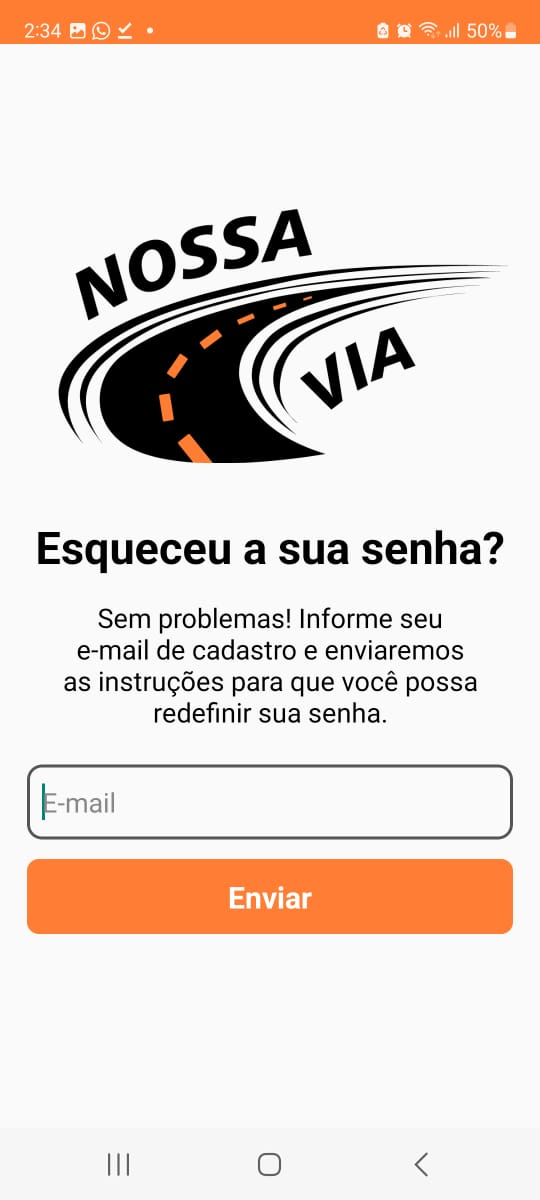 2:34 50%
NOSSA
VIA
Esqueceu a sua senha?
Sem problemas! Informe seu
e-mail de cadastro e enviaremos
as instruções para que você possa
redefinir sua senha.
E-mail
Enviar